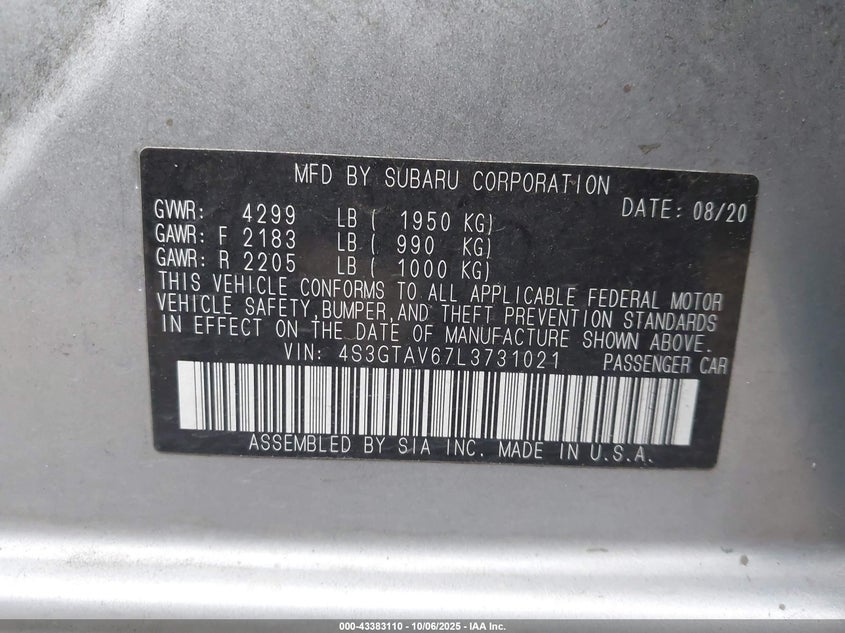 MFD BY SUBARU CORPORATION
GVWR: 4299 LB ( 1950 KG) DATE: 08/20
GAWR: F 2183 LB ( 990 KG)
GAWR: R 2205 LB ( 1000 KG)
THIS VEHICLE CONFORMS TO ALL APPLICABLE FEDERAL MOTOR
VEHICLE SAFETY,BUMPER,AND THEFT PREVENTION STANDARDS
IN EFFECT ON THE DATE OF MANUFACTURE SHOWN ABOVE.
VIN: 4S3GTAV67L3731021 PASSENGER CAR
ASSEMBLED BY SIA INC. MADE IN U.S.A.
000-43383110 - 10/06/2025 - IAA Inc.